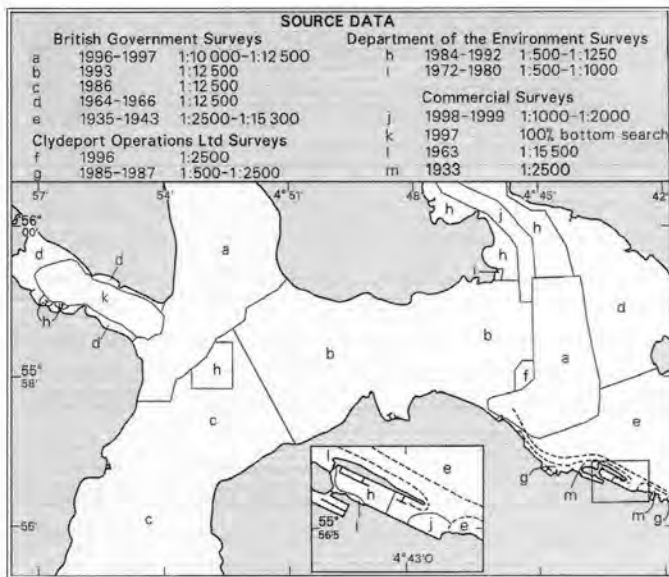 SOURCE DATA
British Government Surveys
a 1996-1997 1:10 000-1:12 500
b 1993 1:12 500
c 1986 1:12 500
d 1964-1966 1:12 500
e 1935-1943 1:2500-1:15 300
Clydeport Operations Ltd Surveys
f 1996 1:2500
g 1985-1987 1:500-1:2500
Department of the Environment Surveys
h 1984-1992 1:500-1:1250
i 1972-1980 1:500-1:1000
Commercial Surveys
j 1998-1999 1:1000-1:2000
k 1997 100% bottom search
l 1963 1:15 500
m 1933 1:2500
57' 54' 4°51' 48 4°45' 42'
56°
00'
h j h
a
d d
h
d
k
h
d
b b a
f
55°
58'
h
c
e
g m
m g
c
55°
55'
l
e
h
j e
i
55°
56'5
4°43'0